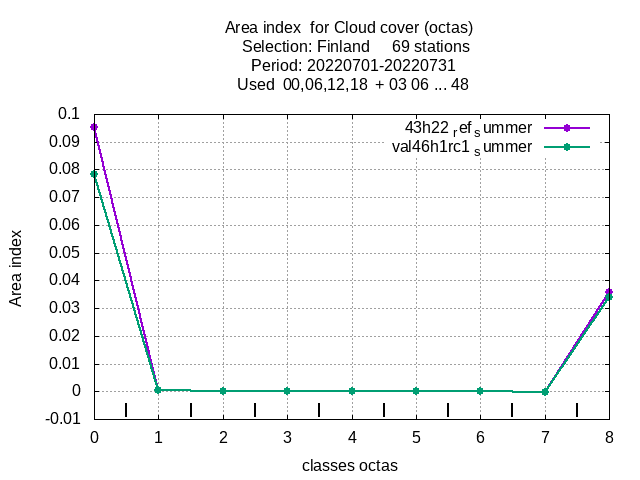 Area index for Cloud cover (octas)
Selection: Finland 69 stations
Period: 20220701-20220731
Used 00,06,12,18 + 03 06 ... 48
43h22 ref summer
val46h1rc1 summer
0.1
0.09
0.08
0.07
0.06
0.05
0.04
0.03
0.02
0.01
0
-0.01
Area index
0 1 2 3 4 5 6 7 8
classes octas